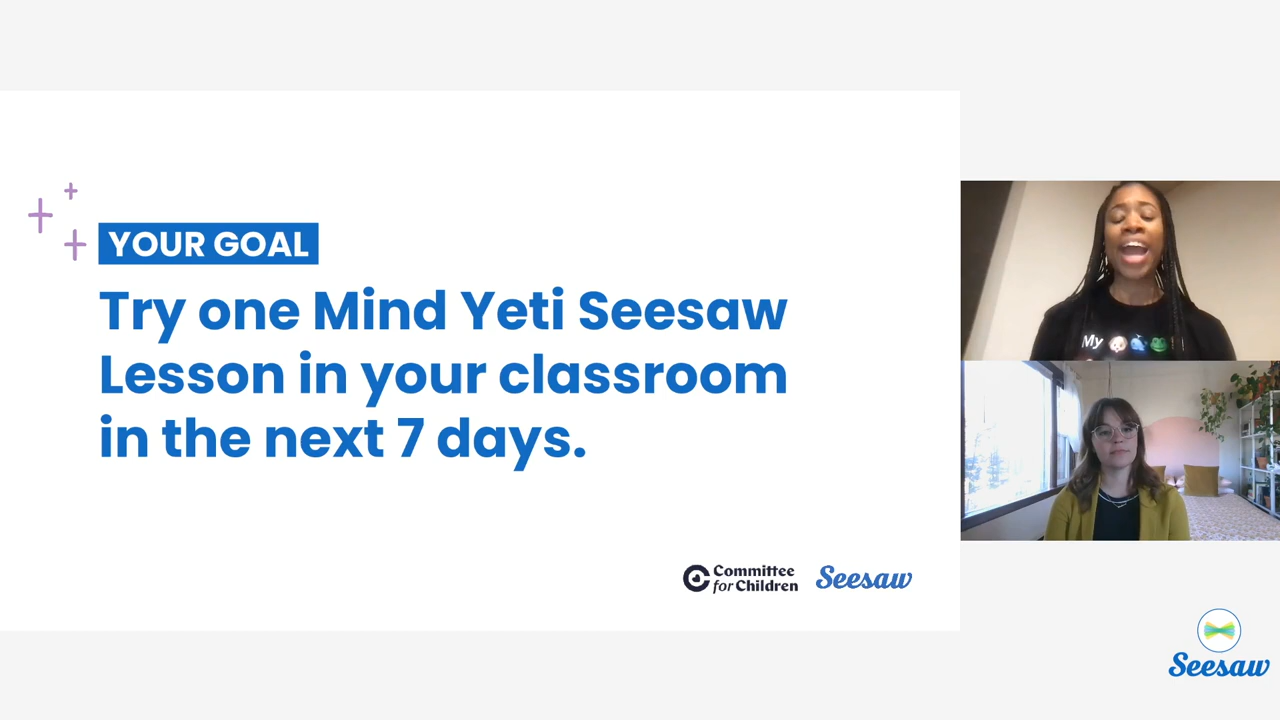 YOUR GOAL
Try one Mind Yeti Seesaw
Lesson in your classroom
in the next 7 days.
Committee
for Children
Seesaw
My
Seesaw